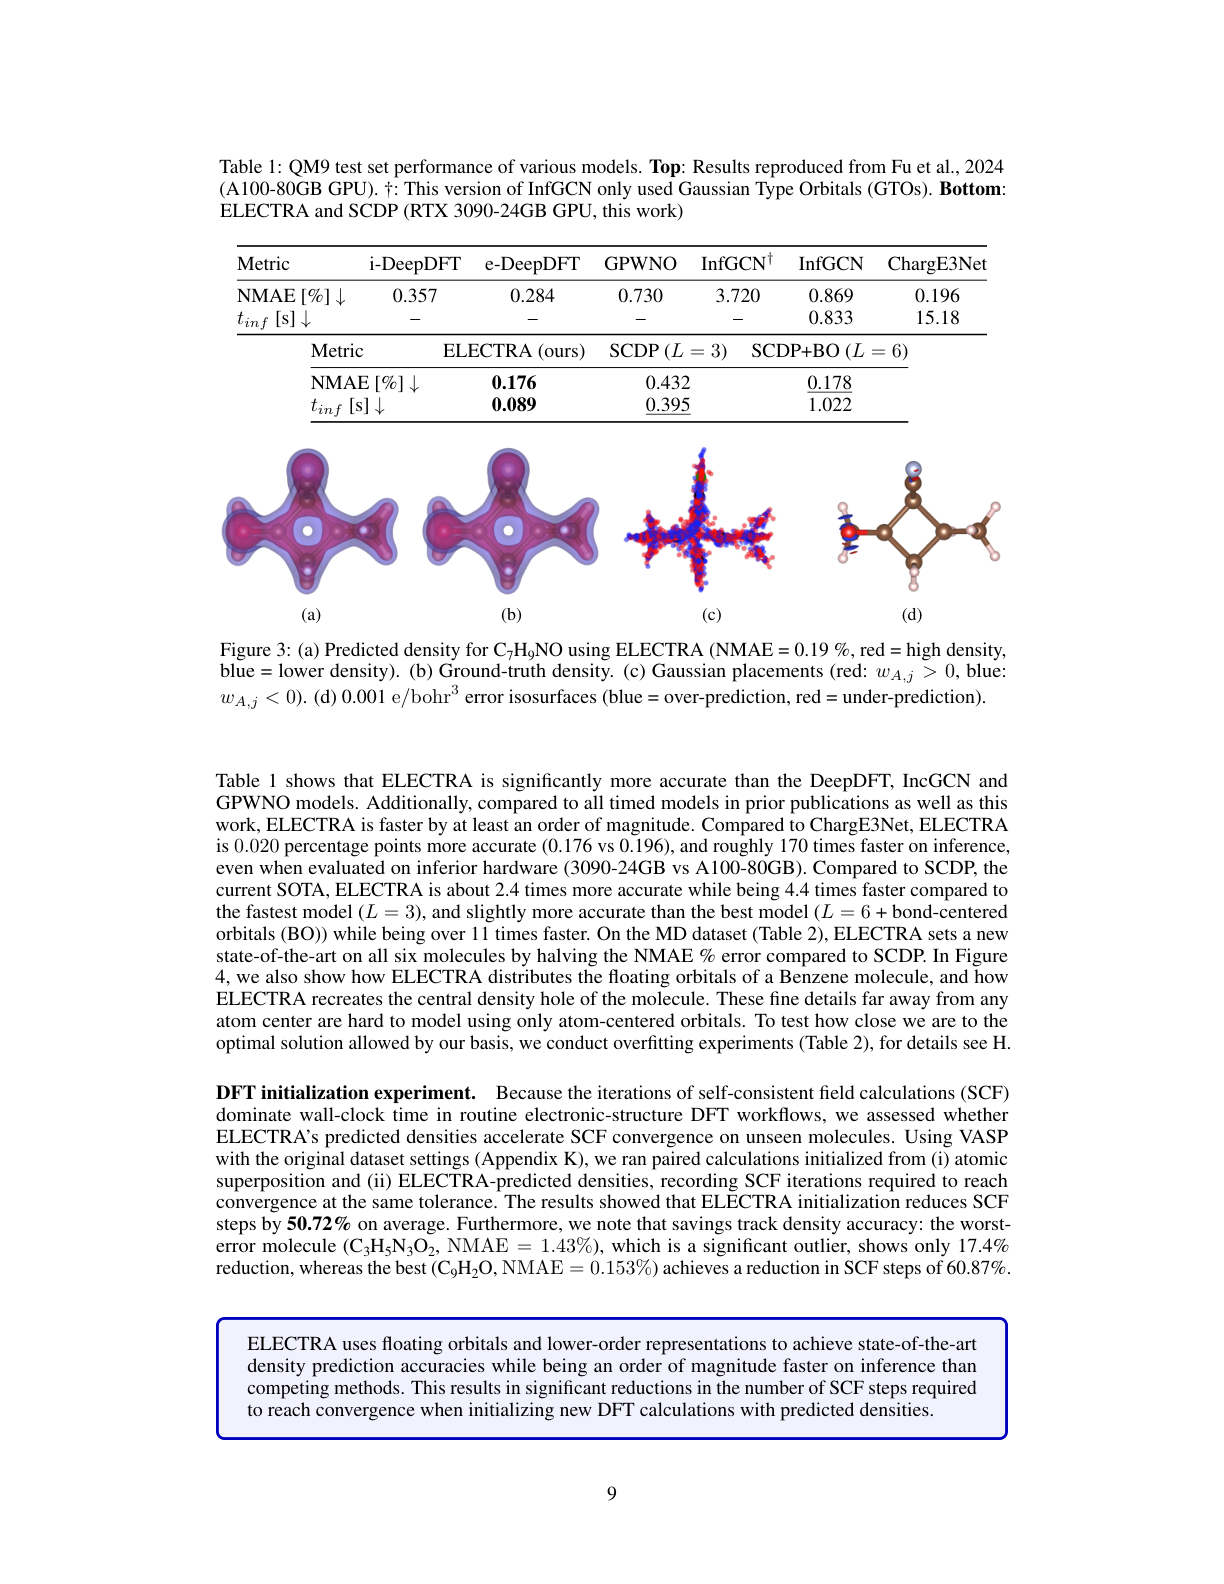 Table 1: QM9 test set performance of various models. Top: Results reproduced from Fu et al., 2024
(A100-80GB GPU). †: This version of InfGCN only used Gaussian Type Orbitals (GTOs). Bottom:
ELECTRA and SCDP (RTX 3090-24GB GPU, this work)
Metric i-DeepDFT e-DeepDFT GPWNO InfGCN† InfGCN ChargE3Net
NMAE [%] ↓ 0.357 0.284 0.730 3.720 0.869 0.196
t_inf [s] ↓ – – – – 0.833 15.18
Metric ELECTRA (ours) SCDP (L = 3) SCDP+BO (L = 6)
NMAE [%] ↓ 0.176 0.432 0.178
t_inf [s] ↓ 0.089 0.395 1.022
(a) (b) (c) (d)
Figure 3: (a) Predicted density for C₇H₉NO using ELECTRA (NMAE = 0.19 %, red = high density,
blue = lower density). (b) Ground-truth density. (c) Gaussian placements (red: w_{A,j} > 0, blue:
w_{A,j} < 0). (d) 0.001 e/bohr³ error isosurfaces (blue = over-prediction, red = under-prediction).
Table 1 shows that ELECTRA is significantly more accurate than the DeepDFT, IncGCN and
GPWNO models. Additionally, compared to all timed models in prior publications as well as this
work, ELECTRA is faster by at least an order of magnitude. Compared to ChargE3Net, ELECTRA
is 0.020 percentage points more accurate (0.176 vs 0.196), and roughly 170 times faster on inference,
even when evaluated on inferior hardware (3090-24GB vs A100-80GB). Compared to SCDP, the
current SOTA, ELECTRA is about 2.4 times more accurate while being 4.4 times faster compared to
the fastest model (L = 3), and slightly more accurate than the best model (L = 6 + bond-centered
orbitals (BO)) while being over 11 times faster. On the MD dataset (Table 2), ELECTRA sets a new
state-of-the-art on all six molecules by halving the NMAE % error compared to SCDP. In Figure
4, we also show how ELECTRA distributes the floating orbitals of a Benzene molecule, and how
ELECTRA recreates the central density hole of the molecule. These fine details far away from any
atom center are hard to model using only atom-centered orbitals. To test how close we are to the
optimal solution allowed by our basis, we conduct overfitting experiments (Table 2), for details see H.
DFT initialization experiment. Because the iterations of self-consistent field calculations (SCF)
dominate wall-clock time in routine electronic-structure DFT workflows, we assessed whether
ELECTRA's predicted densities accelerate SCF convergence on unseen molecules. Using VASP
with the original dataset settings (Appendix K), we ran paired calculations initialized from (i) atomic
superposition and (ii) ELECTRA-predicted densities, recording SCF iterations required to reach
convergence at the same tolerance. The results showed that ELECTRA initialization reduces SCF
steps by 50.72% on average. Furthermore, we note that savings track density accuracy: the worst-
error molecule (C₃H₅N₃O₂, NMAE = 1.43%), which is a significant outlier, shows only 17.4%
reduction, whereas the best (C₉H₂O, NMAE = 0.153%) achieves a reduction in SCF steps of 60.87%.
ELECTRA uses floating orbitals and lower-order representations to achieve state-of-the-art
density prediction accuracies while being an order of magnitude faster on inference than
competing methods. This results in significant reductions in the number of SCF steps required
to reach convergence when initializing new DFT calculations with predicted densities.
9